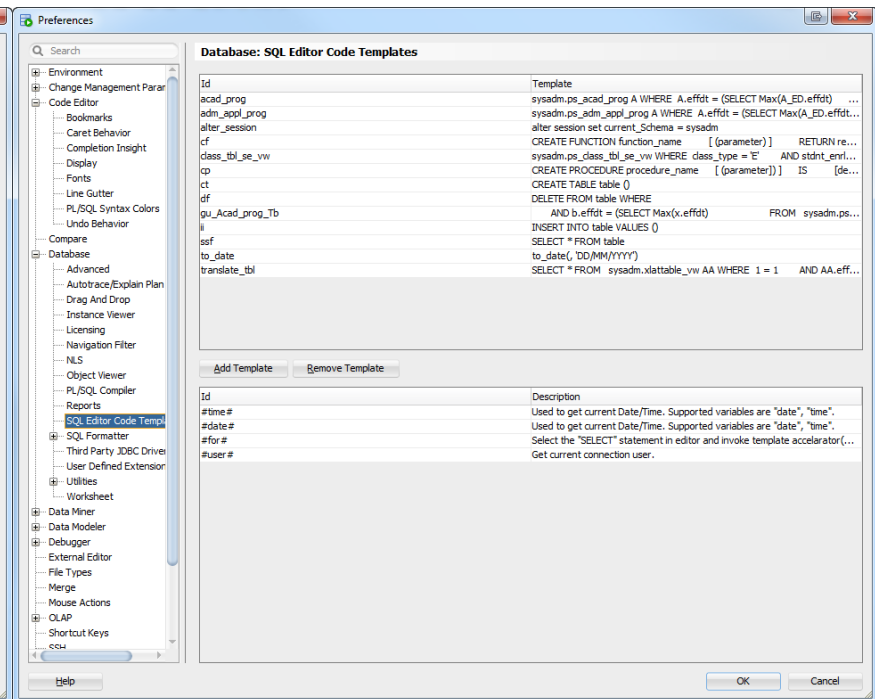 Preferences
Search
Environment
Change Management Parar
Code Editor
Bookmarks
Caret Behavior
Completion Insight
Display
Fonts
Line Gutter
PL/SQL Syntax Colors
Undo Behavior
Compare
Database
Advanced
Autotrace/Explain Plan
Drag And Drop
Instance Viewer
Licensing
Navigation Filter
NLS
Object Viewer
PL/SQL Compiler
Reports
SQL Editor Code Templ
SQL Formatter
Third Party JDBC Driver
User Defined Extension
Utilities
Worksheet
Data Miner
Data Modeler
Debugger
External Editor
File Types
Merge
Mouse Actions
OLAP
Shortcut Keys
SSH
Database: SQL Editor Code Templates
Id Template
acad_prog sysadm.ps_acad_prog A WHERE A.effdt = (SELECT Max(A_ED.effdt) ...
adm_appl_prog sysadm.ps_adm_appl_prog A WHERE A.effdt = (SELECT Max(A_ED.effdt...
alter_session alter session set current_Schema = sysadm
cf CREATE FUNCTION function_name [ (parameter) ] RETURN re...
class_tbl_se_vw sysadm.ps_class_tbl_se_vw WHERE class_type = 'E' AND stdnt_enrl...
cp CREATE PROCEDURE procedure_name [ (parameter]) ] IS [de...
ct CREATE TABLE table ()
df DELETE FROM table WHERE
gu_Acad_prog_Tb AND b.effdt = (SELECT Max(x.effdt) FROM sysadm.ps...
ii INSERT INTO table VALUES ()
ssf SELECT * FROM table
to_date to_date(, 'DD/MM/YYYY')
translate_tbl SELECT * FROM sysadm.xlattable_vw AA WHERE 1 = 1 AND AA.eff...
Add Template Remove Template
Id Description
#time# Used to get current Date/Time. Supported variables are "date", "time".
#date# Used to get current Date/Time. Supported variables are "date", "time".
#for# Select the "SELECT" statement in editor and invoke template accelarator(...
#user# Get current connection user.
Help OK Cancel